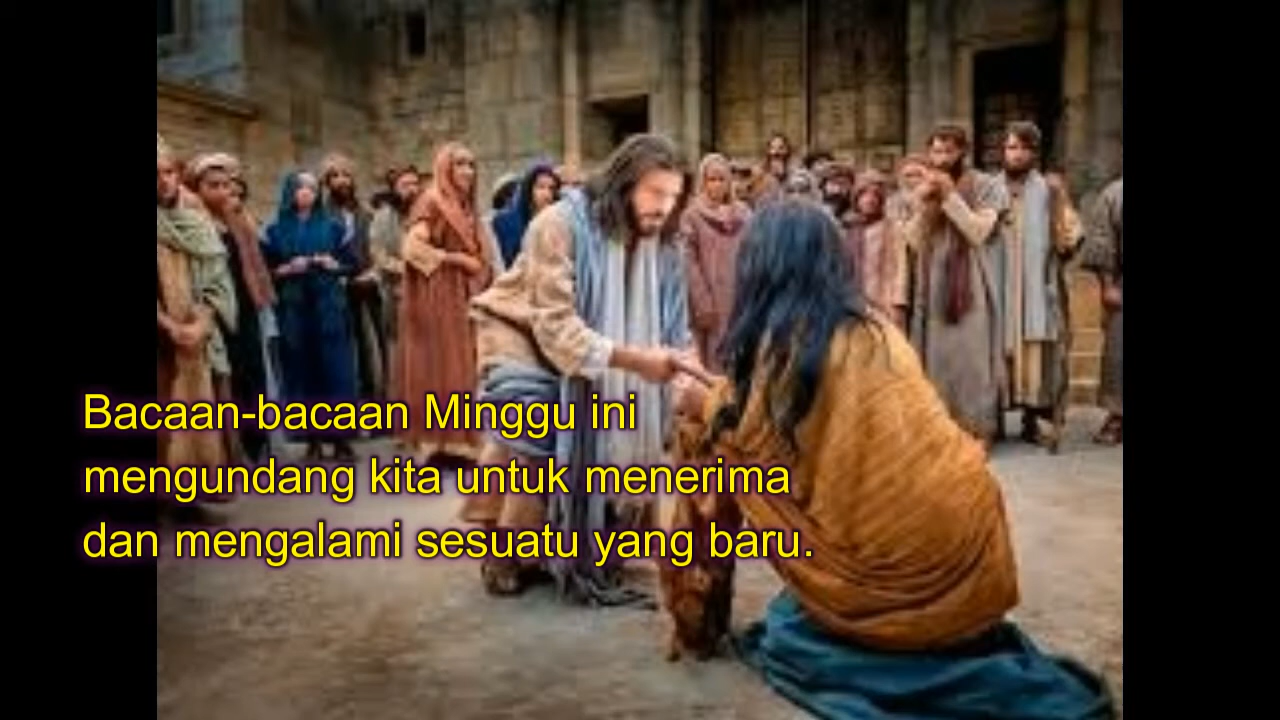 Bacaan-bacaan Minggu ini
mengundang kita untuk menerima
dan mengalami sesuatu yang baru.